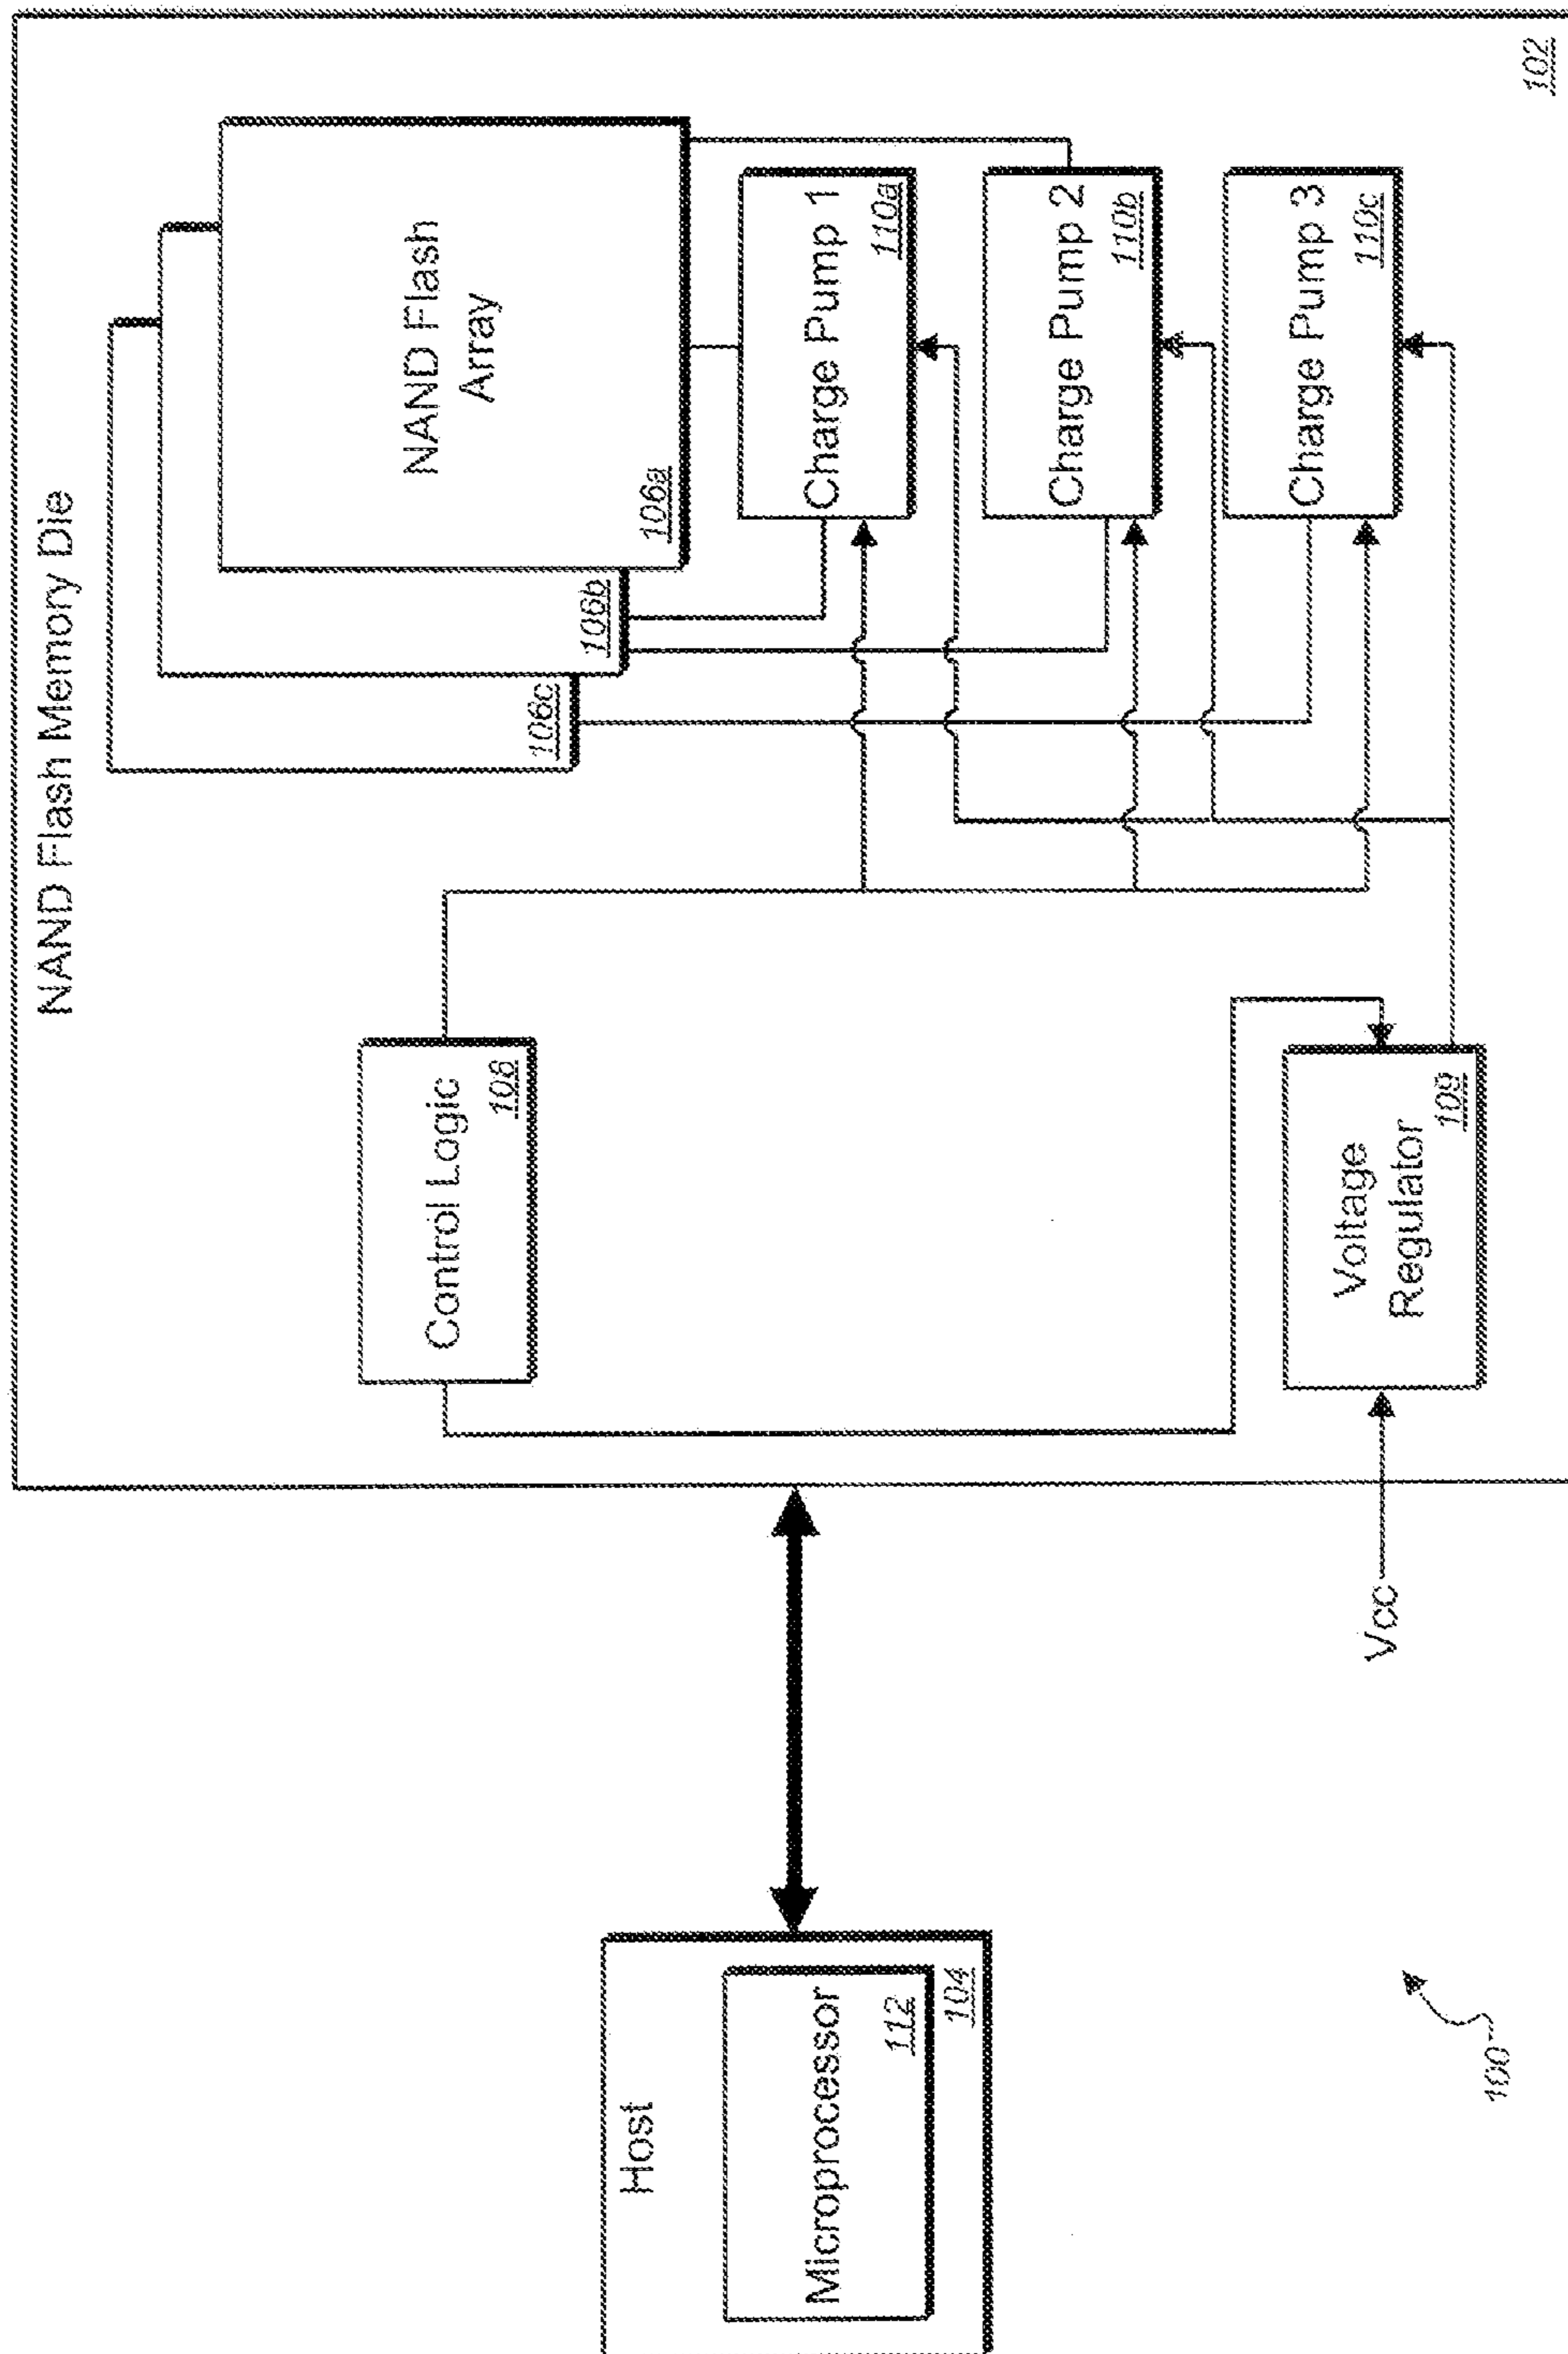 NAND Flash Memory Die
NAND Flash
Array
106a
106b
106c
Control Logic
108
Charge Pump 1
110a
Charge Pump 2
110b
Charge Pump 3
110c
Voltage
Regulator
109
102
Vcc
Host
Microprocessor
112
104
100